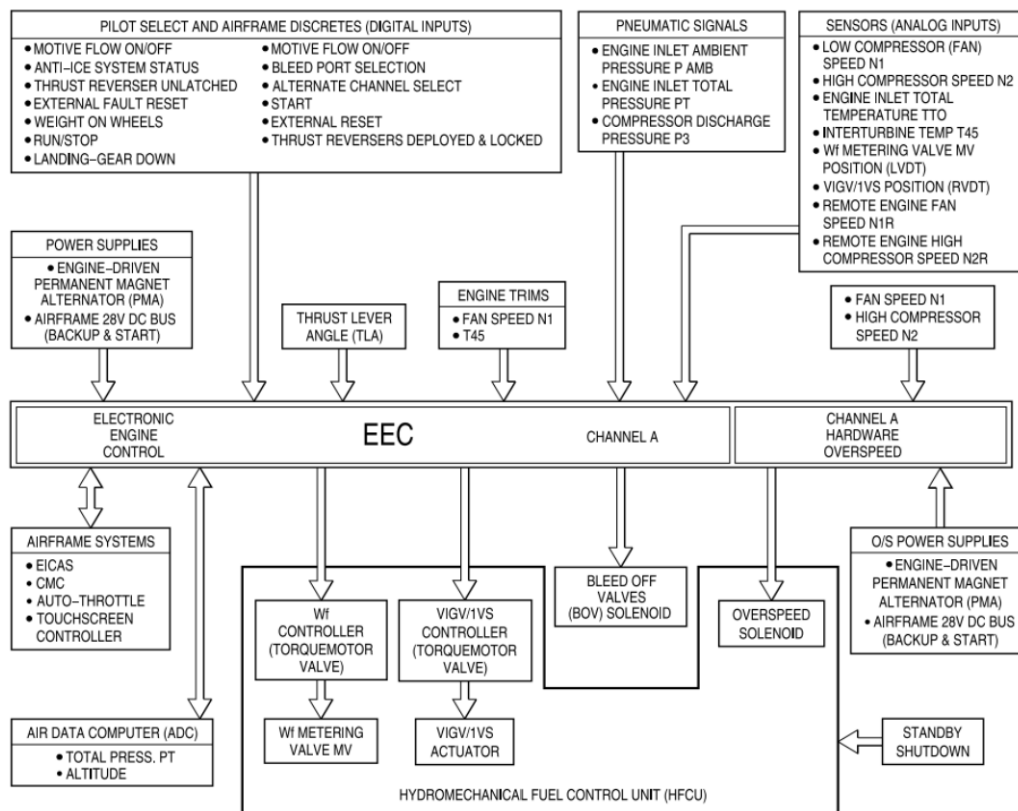 PILOT SELECT AND AIRFRAME DISCRETES (DIGITAL INPUTS)
● MOTIVE FLOW ON/OFF
● ANTI-ICE SYSTEM STATUS
● THRUST REVERSER UNLATCHED
● EXTERNAL FAULT RESET
● WEIGHT ON WHEELS
● RUN/STOP
● LANDING-GEAR DOWN
● MOTIVE FLOW ON/OFF
● BLEED PORT SELECTION
● ALTERNATE CHANNEL SELECT
● START
● EXTERNAL RESET
● THRUST REVERSERS DEPLOYED & LOCKED
PNEUMATIC SIGNALS
● ENGINE INLET AMBIENT
PRESSURE P AMB
● ENGINE INLET TOTAL
PRESSURE PT
● COMPRESSOR DISCHARGE
PRESSURE P3
SENSORS (ANALOG INPUTS)
● LOW COMPRESSOR (FAN)
SPEED N1
● HIGH COMPRESSOR SPEED N2
● ENGINE INLET TOTAL
TEMPERATURE TTO
● INTERTURBINE TEMP T45
● Wf METERING VALVE MV
POSITION (LVDT)
● VIGV/1VS POSITION (RVDT)
● REMOTE ENGINE FAN
SPEED N1R
● REMOTE ENGINE HIGH
COMPRESSOR SPEED N2R
POWER SUPPLIES
● ENGINE-DRIVEN
PERMANENT MAGNET
ALTERNATOR (PMA)
● AIRFRAME 28V DC BUS
(BACKUP & START)
THRUST LEVER
ANGLE (TLA)
ENGINE TRIMS
● FAN SPEED N1
● T45
● FAN SPEED N1
● HIGH COMPRESSOR
SPEED N2
ELECTRONIC
ENGINE
CONTROL
EEC
CHANNEL A
CHANNEL A
HARDWARE
OVERSPEED
AIRFRAME SYSTEMS
● EICAS
● CMC
● AUTO-THROTTLE
● TOUCHSCREEN
CONTROLLER
Wf
CONTROLLER
(TORQUEMOTOR
VALVE)
VIGV/1VS
CONTROLLER
(TORQUEMOTOR
VALVE)
BLEED OFF
VALVES
(BOV) SOLENOID
OVERSPEED
SOLENOID
O/S POWER SUPPLIES
● ENGINE-DRIVEN
PERMANENT MAGNET
ALTERNATOR (PMA)
● AIRFRAME 28V DC BUS
(BACKUP & START)
AIR DATA COMPUTER (ADC)
● TOTAL PRESS. PT
● ALTITUDE
Wf METERING
VALVE MV
VIGV/1VS
ACTUATOR
STANDBY
SHUTDOWN
HYDROMECHANICAL FUEL CONTROL UNIT (HFCU)